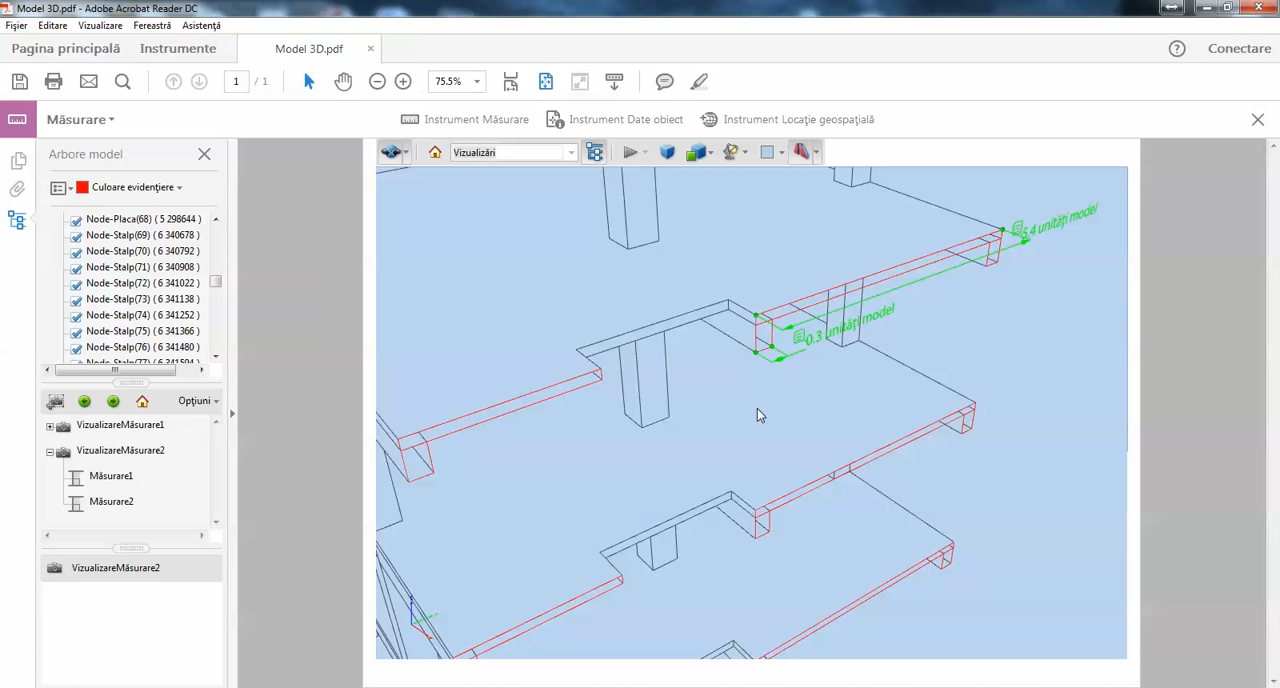 Model 3D.pdf - Adobe Acrobat Reader DC
Fișier Editare Vizualizare Fereastră Asistență
Pagina principală Instrumente Model 3D.pdf × Conectare
1 / 1 75.5%
Măsurare Instrument Măsurare Instrument Date obiect Instrument Locație geospațială
Arbore model
Vizualizări
Culoare evidențiere
Node-Placa(68) ( 5 298644 )
Node-Stalp(69) ( 6 340678 )
Node-Stalp(70) ( 6 340792 )
Node-Stalp(71) ( 6 340908 )
Node-Stalp(72) ( 6 341022 )
Node-Stalp(73) ( 6 341138 )
Node-Stalp(74) ( 6 341252 )
Node-Stalp(75) ( 6 341366 )
Node-Stalp(76) ( 6 341480 )
Node-Stalp(77) ( 6 341594 )
Opțiuni
VizualizareMăsurare1
VizualizareMăsurare2
Măsurare1
Măsurare2
VizualizareMăsurare2
5,4 unități model
0,3 unități model